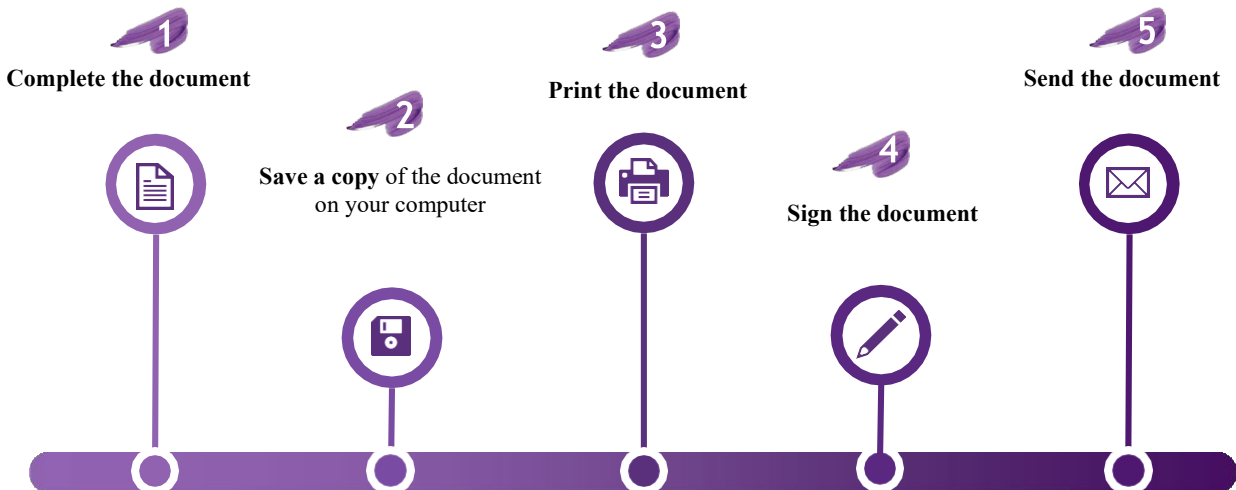 1
Complete the document
2
Save a copy of the document
on your computer
3
Print the document
4
Sign the document
5
Send the document